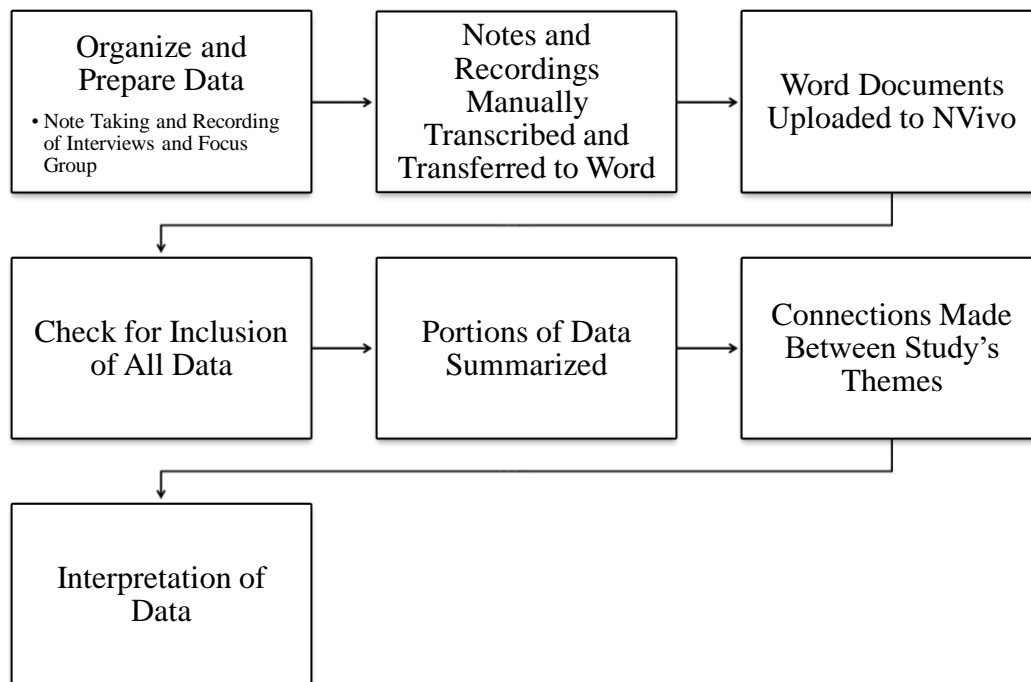 Organize and
Prepare Data
• Note Taking and Recording
of Interviews and Focus
Group
Notes and
Recordings
Manually
Transcribed and
Transferred to Word
Word Documents
Uploaded to NVivo
Check for Inclusion
of All Data
Portions of Data
Summarized
Connections Made
Between Study’s
Themes
Interpretation of
Data